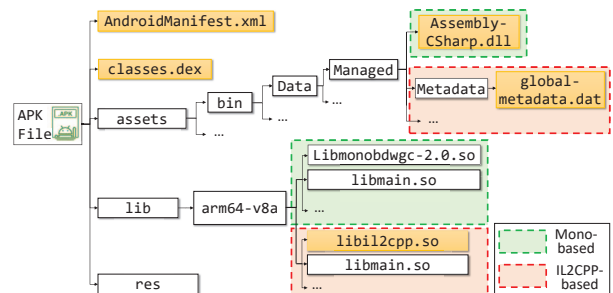 AndroidManifest.xml
Assembly-
CSharp.dll
classes.dex
Managed
Data
...
bin
...
Metadata
global-
metadata.dat
APK
File
APK
assets
...
...
Libmonobdwgc-2.0.so
libmain.so
lib
arm64-v8a
...
libil2cpp.so
Mono-
based
libmain.so
IL2CPP-
based
res
...